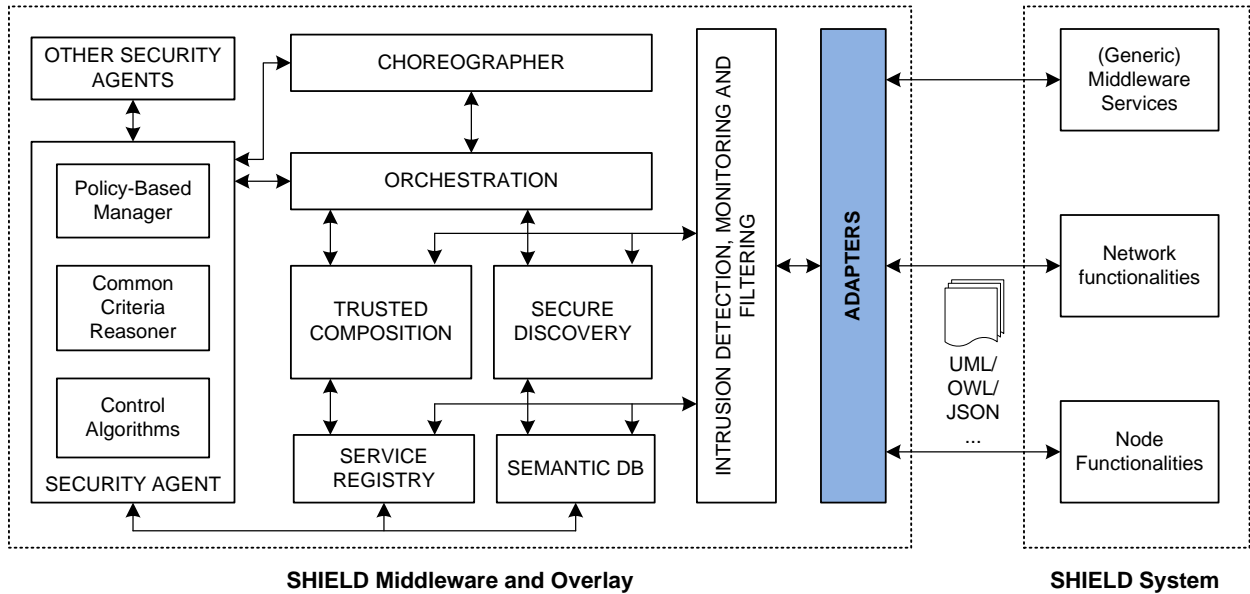 OTHER SECURITY
AGENTS
CHOREOGRAPHER
ORCHESTRATION
Policy-Based
Manager
Common
Criteria
Reasoner
Control
Algorithms
SECURITY AGENT
TRUSTED
COMPOSITION
SECURE
DISCOVERY
SERVICE
REGISTRY
SEMANTIC DB
INTRUSION DETECTION, MONITORING AND
FILTERING
ADAPTERS
UML/
OWL/
JSON
...
(Generic)
Middleware
Services
Network
functionalities
Node
Functionalities
SHIELD Middleware and Overlay
SHIELD System